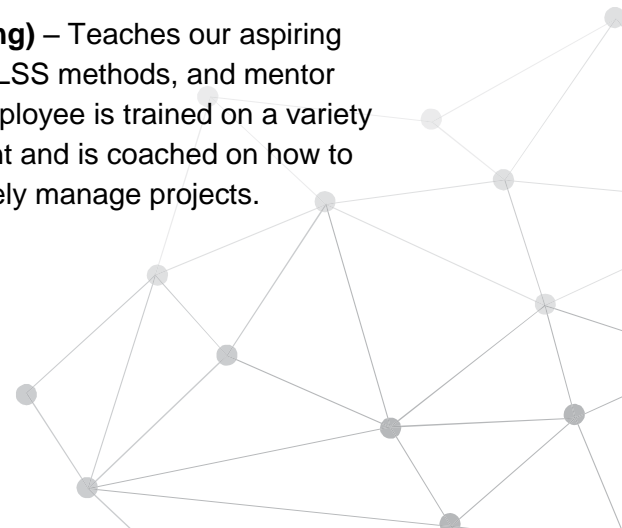 ng) – Teaches our aspiring
LSS methods, and mentor
ployee is trained on a variety
nt and is coached on how to
ely manage projects.